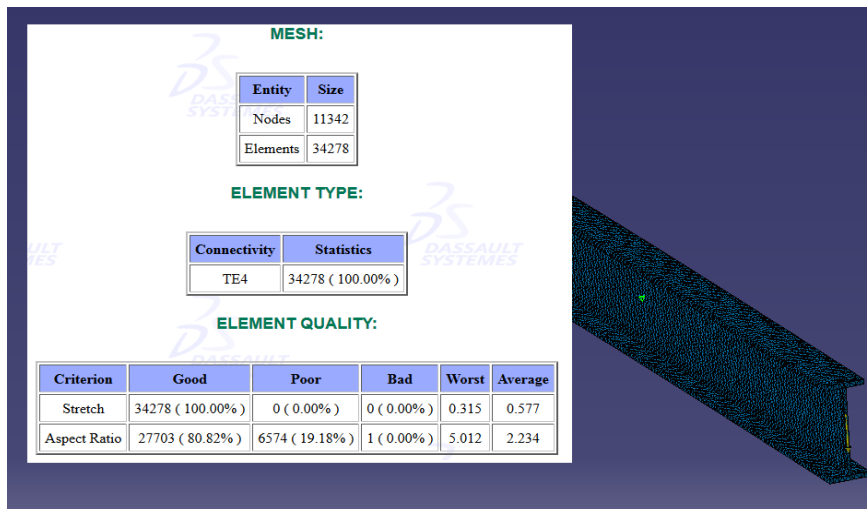 MESH:
Entity Size
Nodes 11342
Elements 34278
ELEMENT TYPE:
Connectivity Statistics
TE4 34278 ( 100.00% )
ELEMENT QUALITY:
Criterion Good Poor Bad Worst Average
Stretch 34278 ( 100.00% ) 0 ( 0.00% ) 0 ( 0.00% ) 0.315 0.577
Aspect Ratio 27703 ( 80.82% ) 6574 ( 19.18% ) 1 ( 0.00% ) 5.012 2.234
DASSAULT
SYSTEMES